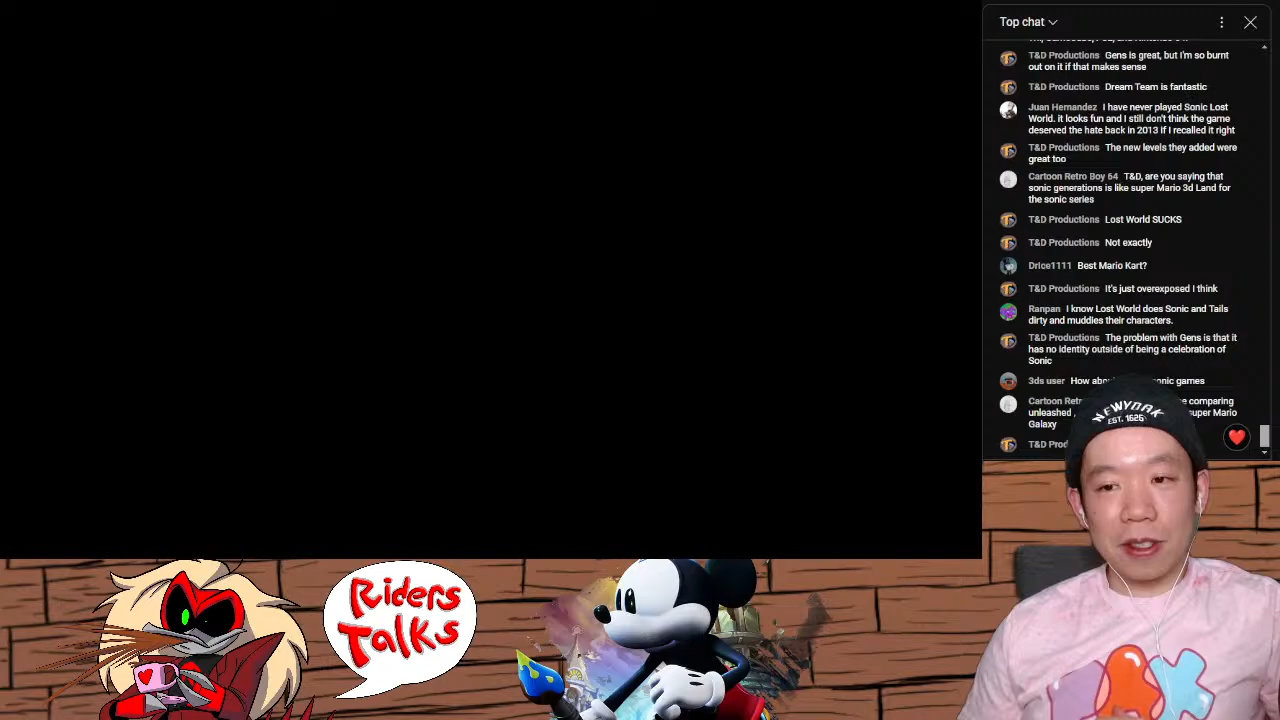 Top chat
T&D Productions Gens is great, but I'm so burnt
out on it if that makes sense
T&D Productions Dream Team is fantastic
Juan Hernandez I have never played Sonic Lost
World. it looks fun and I still don't think the game
deserved the hate back in 2013 if I recalled it right
T&D Productions The new levels they added were
great too
Cartoon Retro Boy 64 T&D, are you saying that
sonic generations is like super Mario 3d Land for
the sonic series
T&D Productions Lost World SUCKS
T&D Productions Not exactly
DrIce1111 Best Mario Kart?
T&D Productions It's just overexposed I think
Ranpan I know Lost World does Sonic and Tails
dirty and muddles their characters.
T&D Productions The problem with Gens is that it
has no identity outside of being a celebration of
Sonic
3ds user How games
Cartoon comparing
unleashed super Mario
Galaxy
T&D
NEWYORK
EST. 1625
Riders
Talks